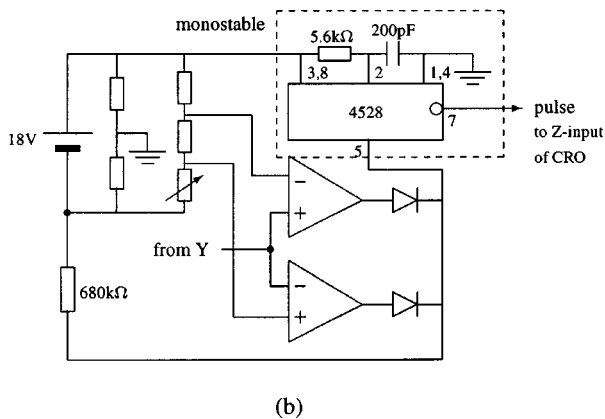 monostable
5.6kΩ
200pF
3,8
2
1,4
4528
7
pulse
to Z-input
of CRO
5
18V
−
+
from Y
−
+
680kΩ
(b)